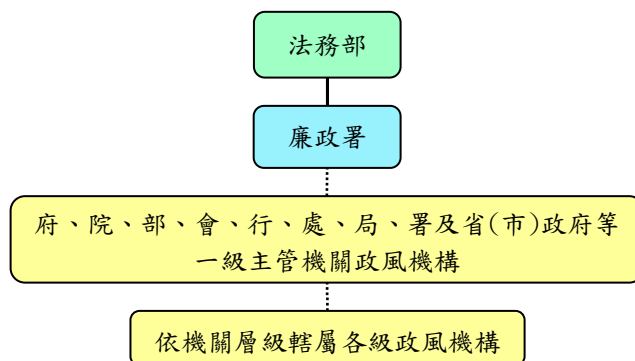 法務部
廉政署
府、院、部、會、行、處、局、署及省(市)政府等
一級主管機關政風機構
依機關層級轄屬各級政風機構